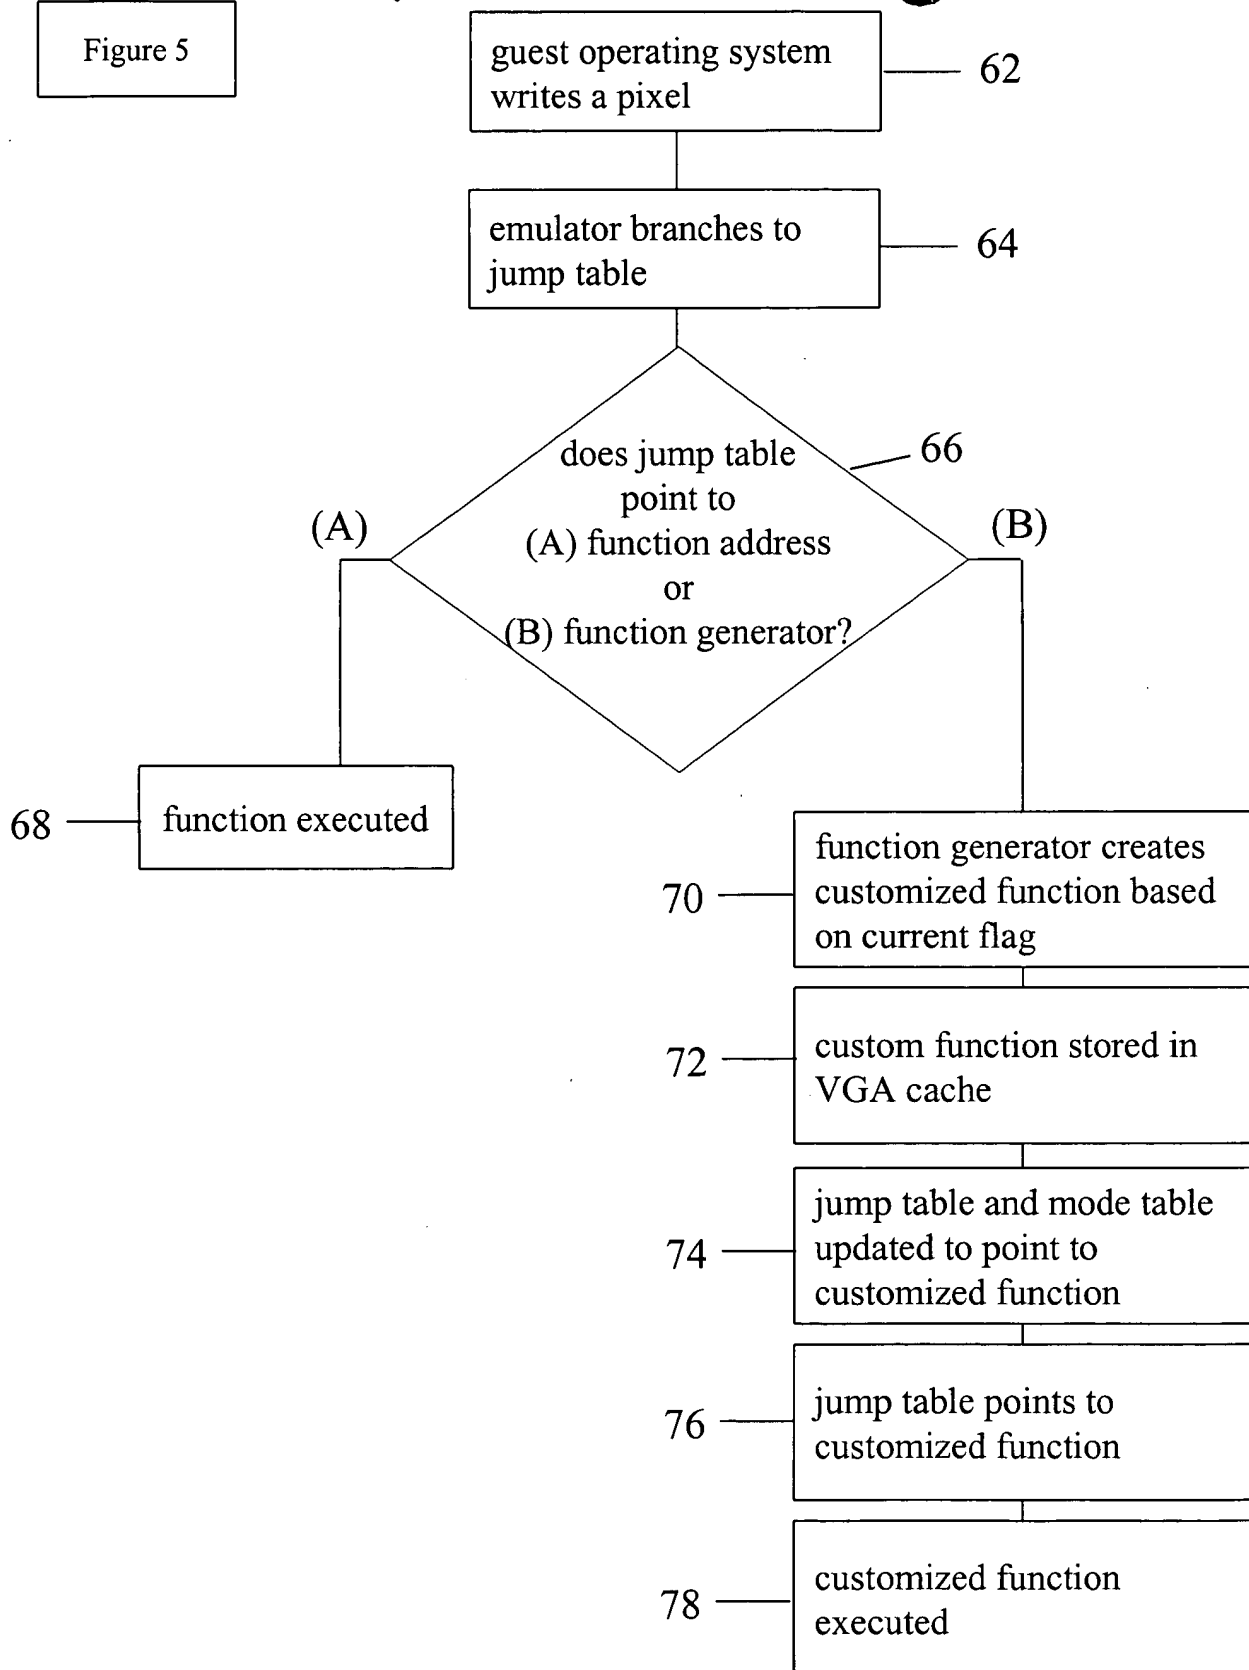 Figure 5
guest operating system
writes a pixel
62
emulator branches to
jump table
64
does jump table
point to
(A) function address
or
(B) function generator?
66
(A)
(B)
function executed
68
function generator creates
customized function based
on current flag
70
custom function stored in
VGA cache
72
jump table and mode table
updated to point to
customized function
74
jump table points to
customized function
76
customized function
executed
78